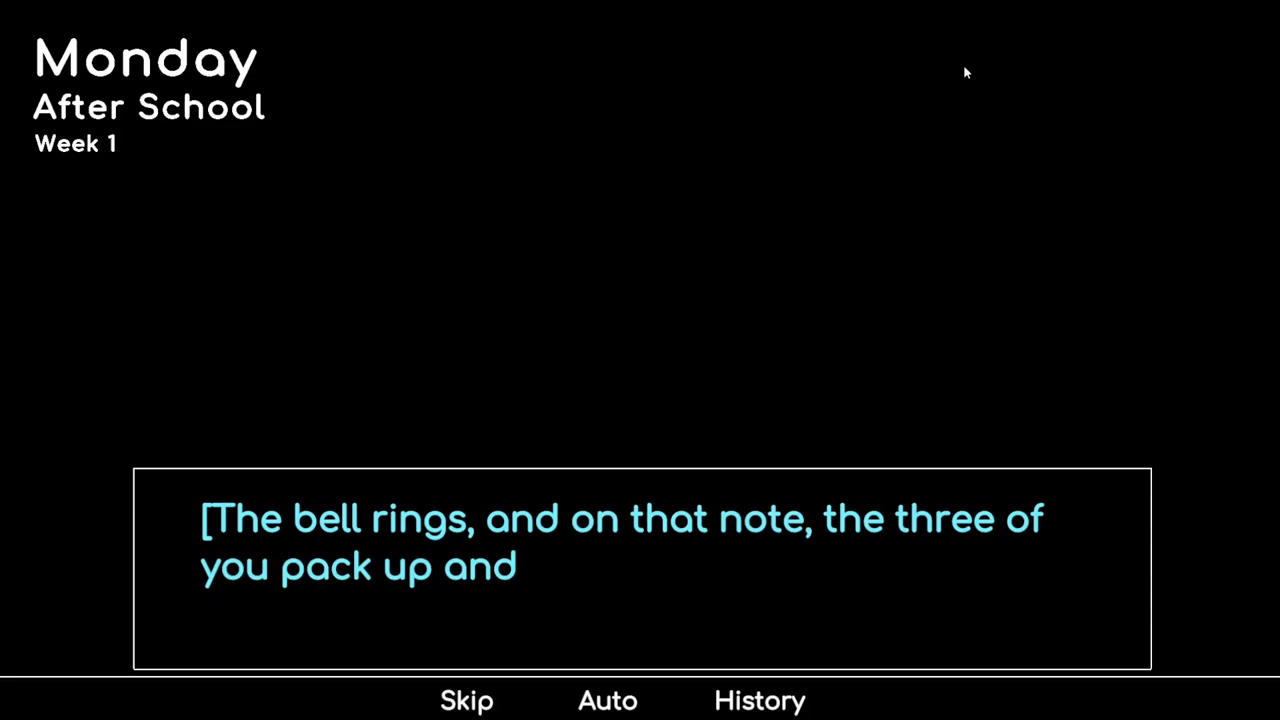 Monday
After School
Week 1
[The bell rings, and on that note, the three of
you pack up and
Skip Auto History